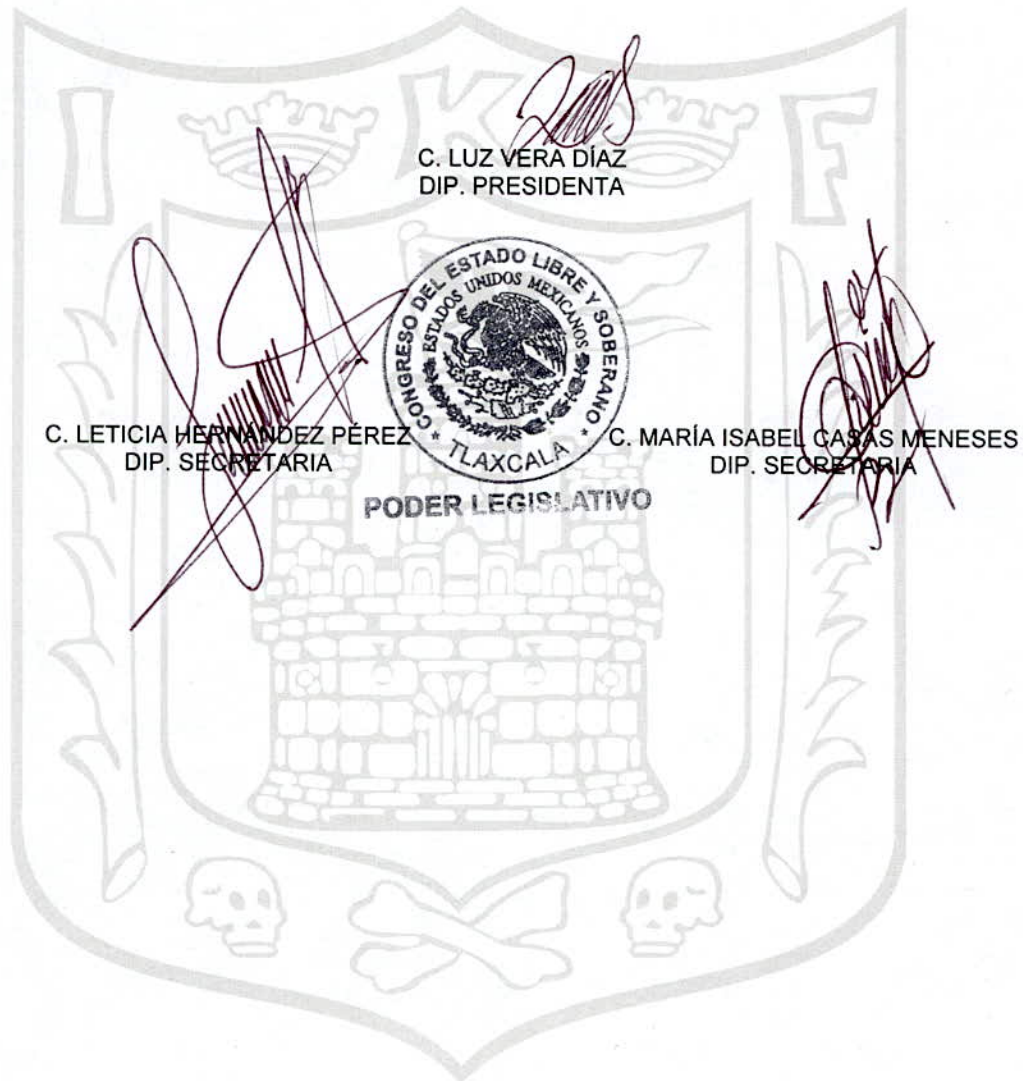 I K F
C. LUZ VERA DÍAZ
DIP. PRESIDENTA
CONGRESO DEL ESTADO LIBRE Y SOBERANO
ESTADOS UNIDOS MEXICANOS
* TLAXCALA *
C. LETICIA HERNÁNDEZ PÉREZ
DIP. SECRETARIA
C. MARÍA ISABEL CASAS MENESES
DIP. SECRETARIA
PODER LEGISLATIVO